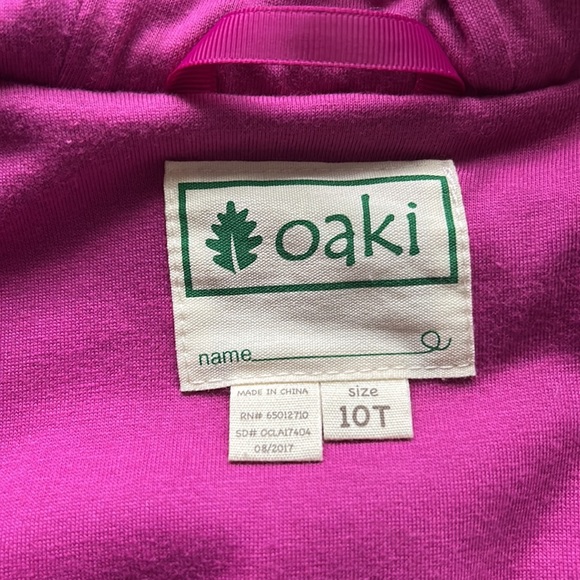 oaki
name
MADE IN CHINA
RN# 65012710
SD# OCLA17404
08/2017
size
10T